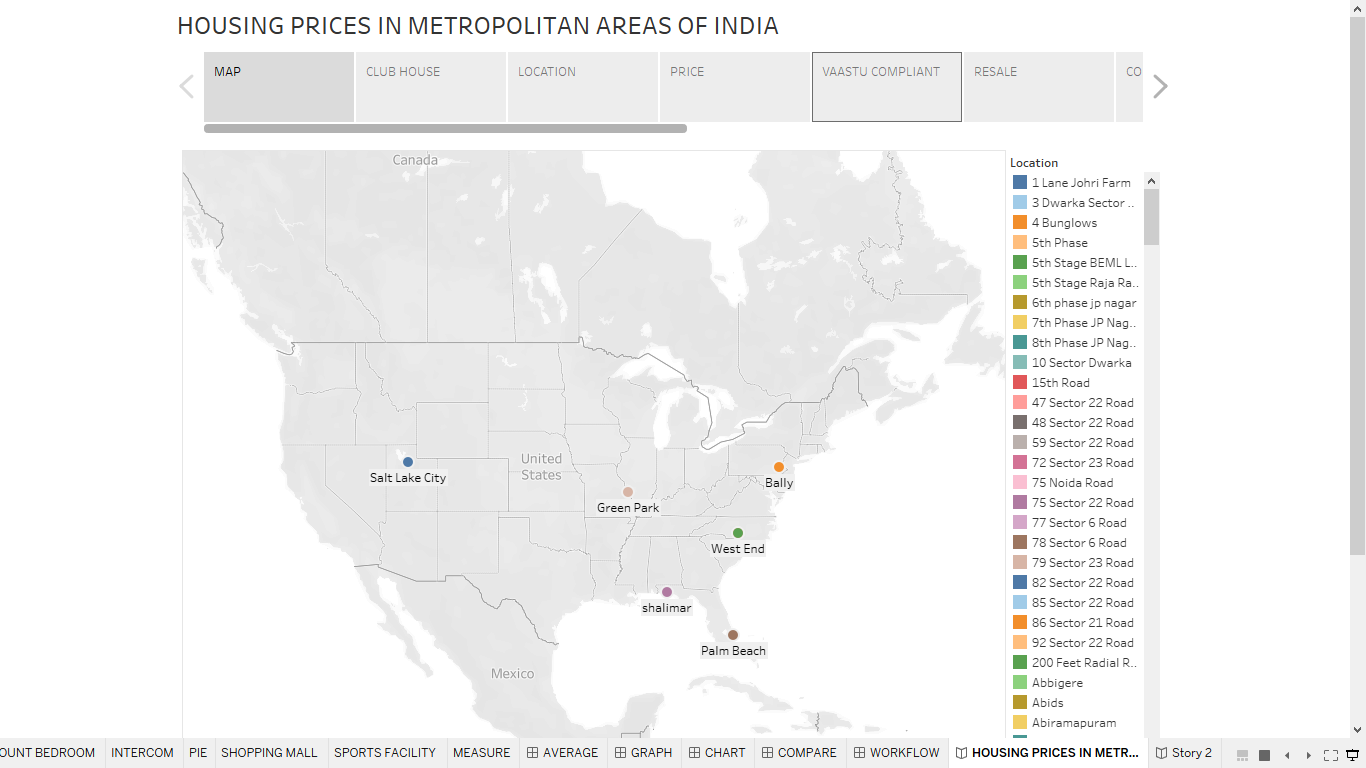 HOUSING PRICES IN METROPOLITAN AREAS OF INDIA
MAP
CLUB HOUSE
LOCATION
PRICE
VAASTU COMPLIANT
RESALE
CO
Canada
United
States
Mexico
Salt Lake City
Green Park
Bally
West End
shalimar
Palm Beach
Location
1 Lane Johri Farm
3 Dwarka Sector ..
4 Bunglows
5th Phase
5th Stage BEML L..
5th Stage Raja Ra..
6th phase jp nagar
7th Phase JP Nag..
8th Phase JP Nag..
10 Sector Dwarka
15th Road
47 Sector 22 Road
48 Sector 22 Road
59 Sector 22 Road
72 Sector 23 Road
75 Noida Road
75 Sector 22 Road
77 Sector 6 Road
78 Sector 6 Road
79 Sector 23 Road
82 Sector 22 Road
85 Sector 22 Road
86 Sector 21 Road
92 Sector 22 Road
200 Feet Radial R..
Abbigere
Abids
Abiramapuram
OUNT BEDROOM
INTERCOM
PIE
SHOPPING MALL
SPORTS FACILITY
MEASURE
AVERAGE
GRAPH
CHART
COMPARE
WORKFLOW
HOUSING PRICES IN METR...
Story 2